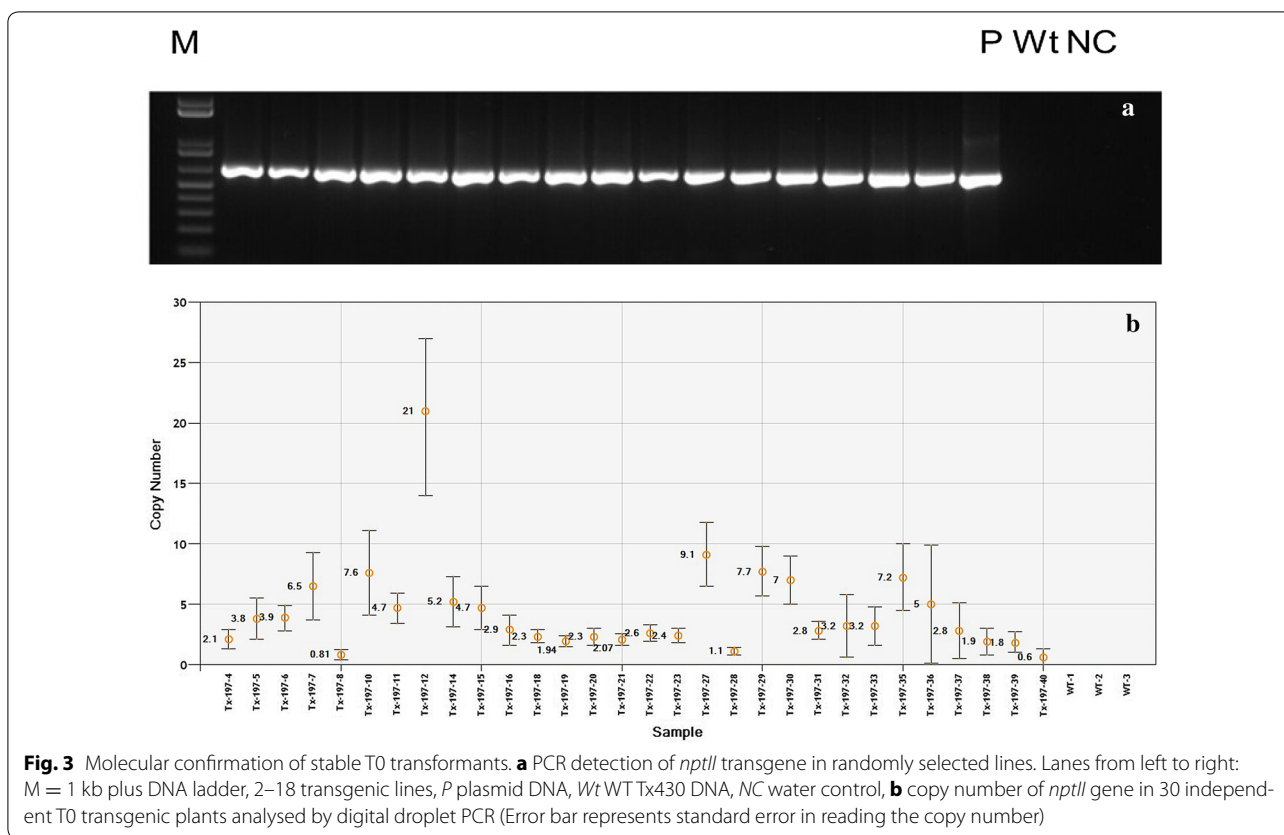 M P Wt NC
a
b
30
25
20
15
10
5
0
Copy Number
2.1 3.8 3.9 6.5 0.81 7.6 4.7 21 5.2 4.7 2.9 2.3 1.94 2.3 2.07 2.6 2.4 9.1 1.1 7.7 7 2.8 3.2 3.2 7.2 5 2.8 1.9 1.8 0.6
Tx-197-4 Tx-197-5 Tx-197-6 Tx-197-7 Tx-197-8 Tx-197-10 Tx-197-11 Tx-197-12 Tx-197-14 Tx-197-15 Tx-197-16 Tx-197-18 Tx-197-19 Tx-197-20 Tx-197-21 Tx-197-22 Tx-197-23 Tx-197-27 Tx-197-28 Tx-197-29 Tx-197-30 Tx-197-31 Tx-197-32 Tx-197-33 Tx-197-35 Tx-197-36 Tx-197-37 Tx-197-38 Tx-197-39 Tx-197-40 WT-1 WT-2 WT-3
Sample
Fig. 3 Molecular confirmation of stable T0 transformants. a PCR detection of nptII transgene in randomly selected lines. Lanes from left to right:
M = 1 kb plus DNA ladder, 2–18 transgenic lines, P plasmid DNA, Wt WT Tx430 DNA, NC water control, b copy number of nptII gene in 30 independ-
ent T0 transgenic plants analysed by digital droplet PCR (Error bar represents standard error in reading the copy number)